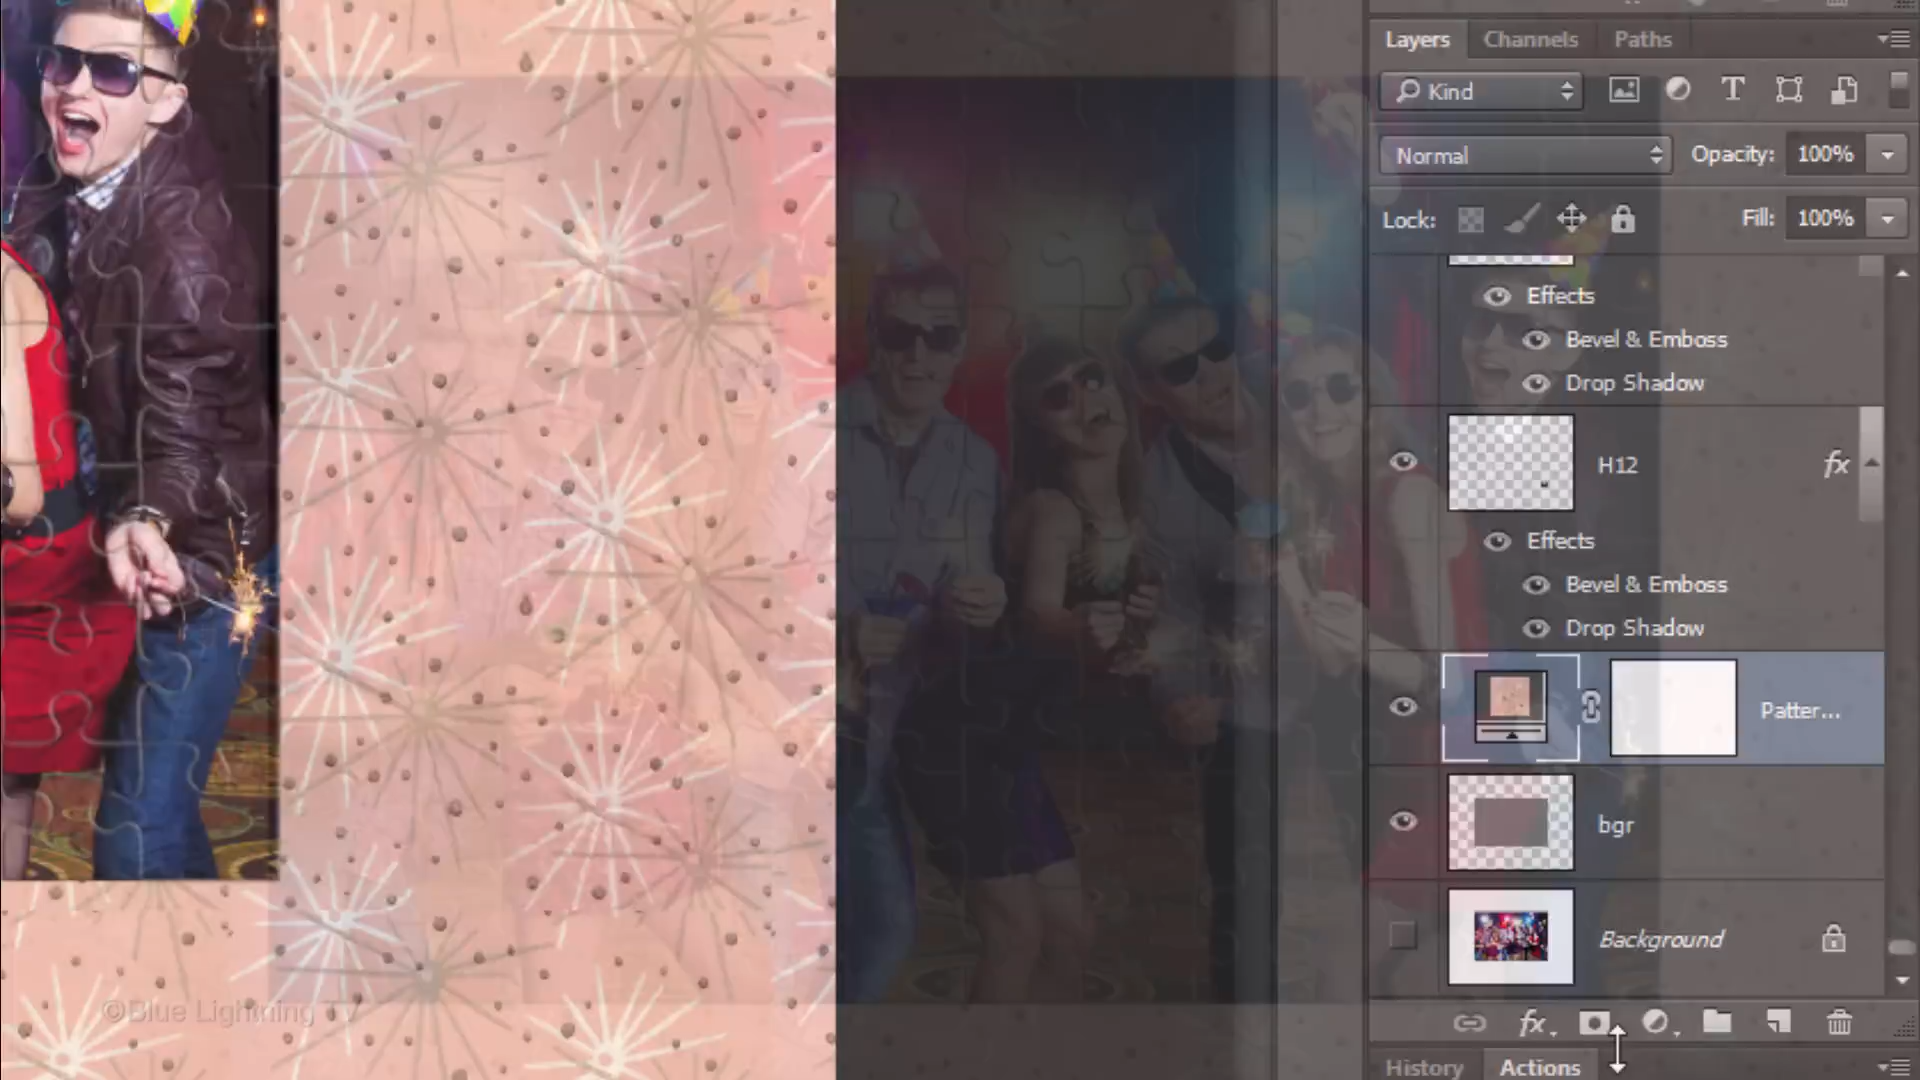 Layers Channels Paths
Kind
Normal Opacity: 100%
Lock: Fill: 100%
Effects
Bevel & Emboss
Drop Shadow
H12 fx
Effects
Bevel & Emboss
Drop Shadow
Patter...
bgr
Background
fx
History Actions
©Blue Lightning TV